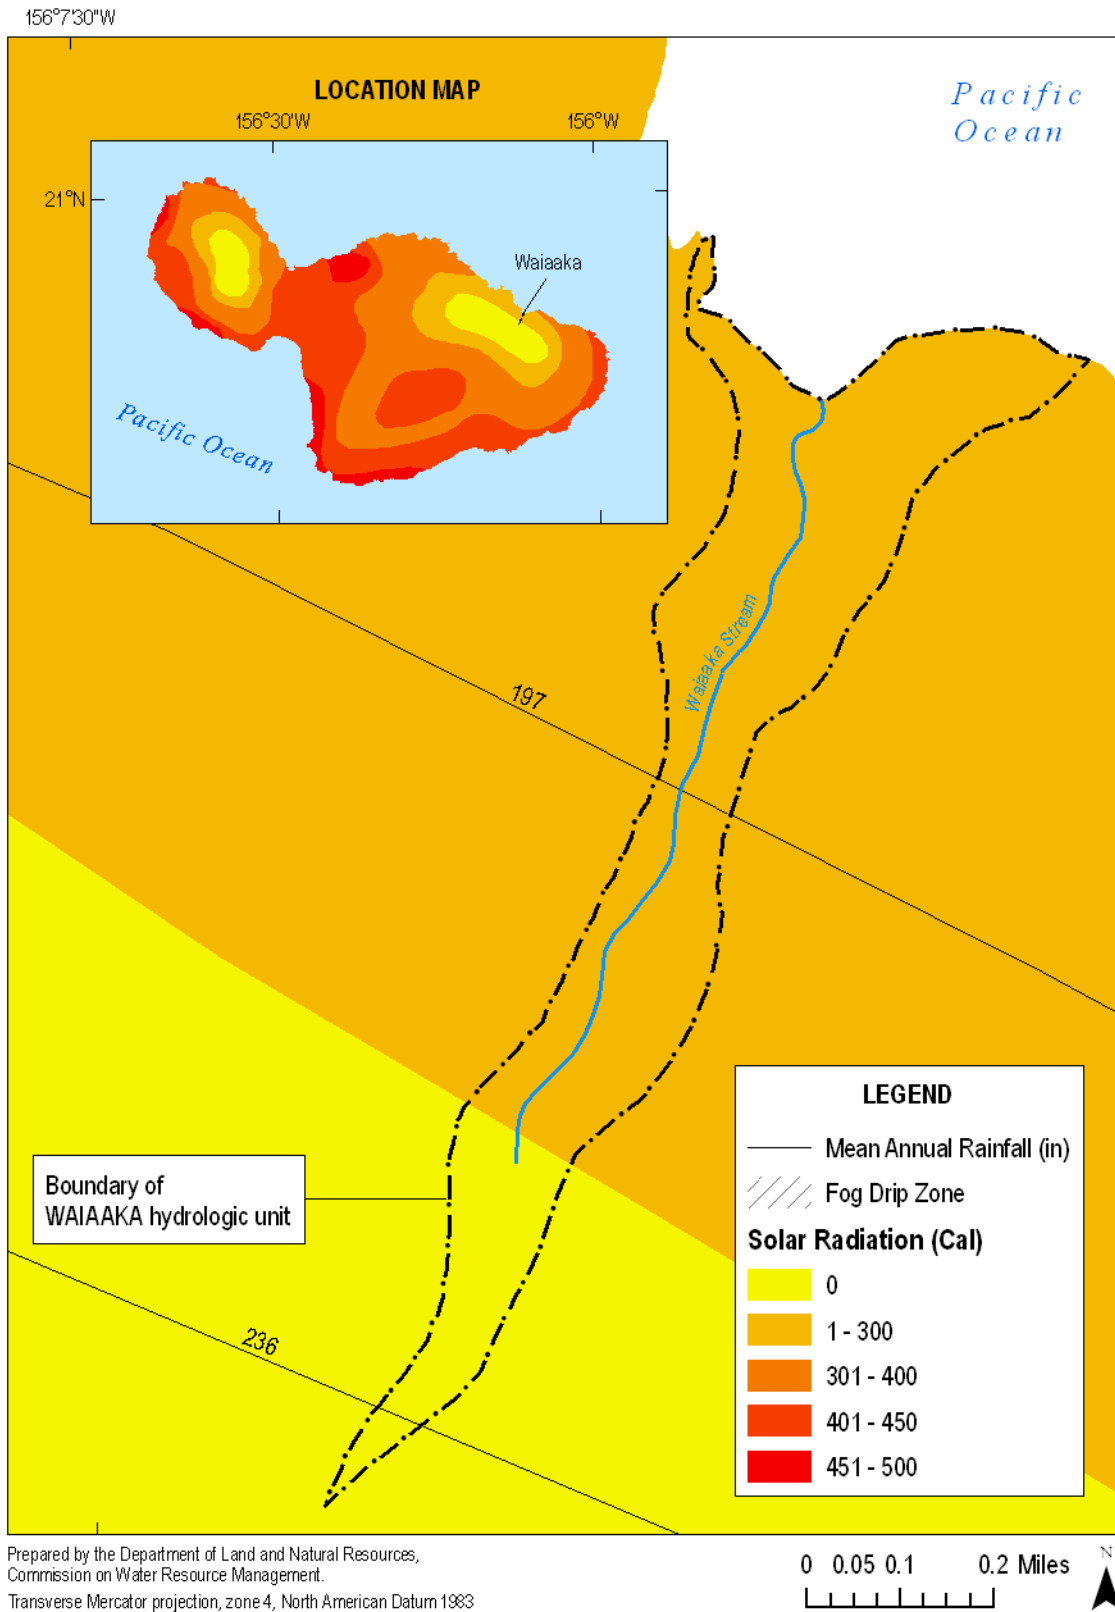 156°7'30"W
LOCATION MAP
156°30'W
156°W
21°N
Waiaaka
Pacific Ocean
Pacific
Ocean
Waiaaka Stream
197
236
Boundary of
WAIAAKA hydrologic unit
LEGEND
Mean Annual Rainfall (in)
Fog Drip Zone
Solar Radiation (Cal)
0
1 - 300
301 - 400
401 - 450
451 - 500
Prepared by the Department of Land and Natural Resources,
Commission on Water Resource Management.
Transverse Mercator projection, zone 4, North American Datum 1983
0 0.05 0.1 0.2 Miles
N